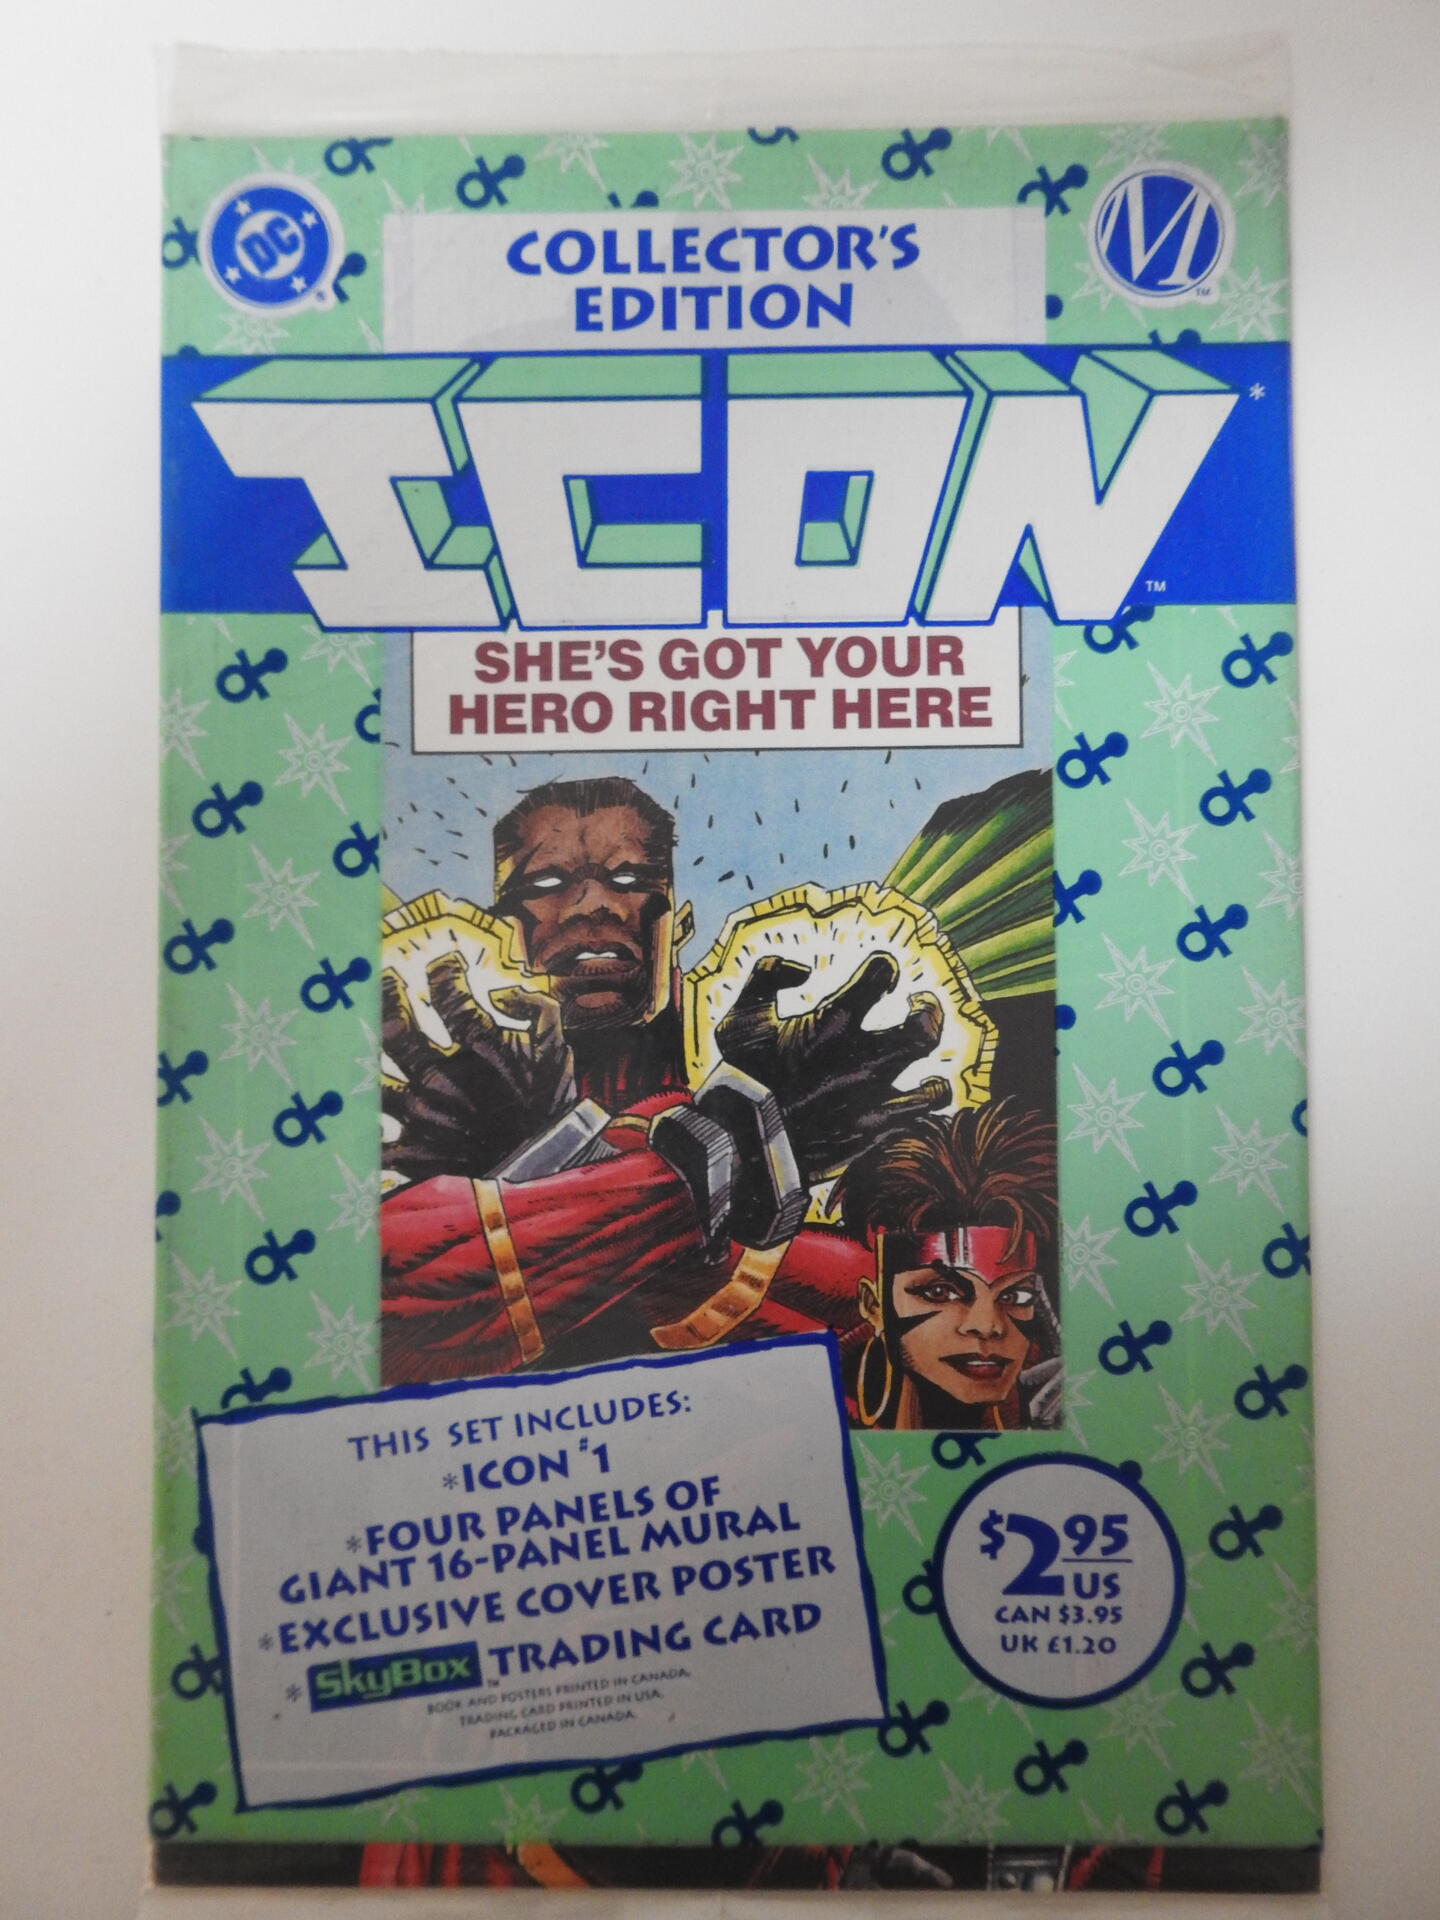 DC
®
M
TM
COLLECTOR'S
EDITION
ICON*
TM
SHE'S GOT YOUR
HERO RIGHT HERE
THIS SET INCLUDES:
*ICON #1
*FOUR PANELS OF
GIANT 16-PANEL MURAL
*EXCLUSIVE COVER POSTER
*SkyBox™ TRADING CARD
BOOK AND POSTERS PRINTED IN CANADA.
TRADING CARD PRINTED IN USA.
PACKAGED IN CANADA.
$2.95
US
CAN $3.95
UK £1.20